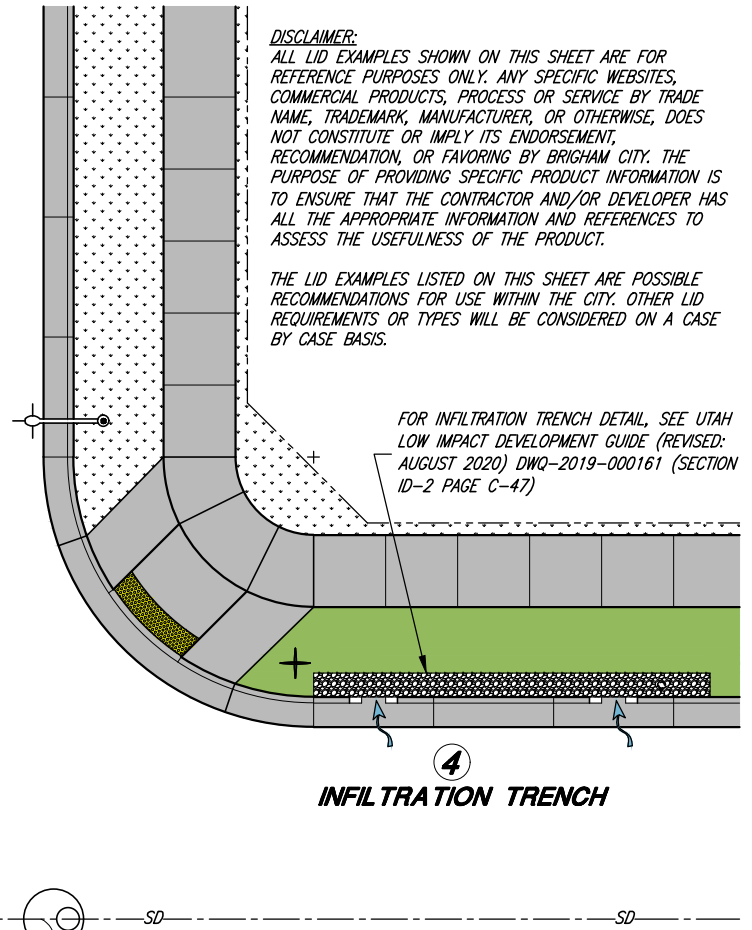 DISCLAIMER:
ALL LID EXAMPLES SHOWN ON THIS SHEET ARE FOR
REFERENCE PURPOSES ONLY. ANY SPECIFIC WEBSITES,
COMMERCIAL PRODUCTS, PROCESS OR SERVICE BY TRADE
NAME, TRADEMARK, MANUFACTURER, OR OTHERWISE, DOES
NOT CONSTITUTE OR IMPLY ITS ENDORSEMENT,
RECOMMENDATION, OR FAVORING BY BRIGHAM CITY. THE
PURPOSE OF PROVIDING SPECIFIC PRODUCT INFORMATION IS
TO ENSURE THAT THE CONTRACTOR AND/OR DEVELOPER HAS
ALL THE APPROPRIATE INFORMATION AND REFERENCES TO
ASSESS THE USEFULNESS OF THE PRODUCT.
THE LID EXAMPLES LISTED ON THIS SHEET ARE POSSIBLE
RECOMMENDATIONS FOR USE WITHIN THE CITY. OTHER LID
REQUIREMENTS OR TYPES WILL BE CONSIDERED ON A CASE
BY CASE BASIS.
FOR INFILTRATION TRENCH DETAIL, SEE UTAH
LOW IMPACT DEVELOPMENT GUIDE (REVISED:
AUGUST 2020) DWQ-2019-000161 (SECTION
ID-2 PAGE C-47)
4
INFILTRATION TRENCH
SD SD